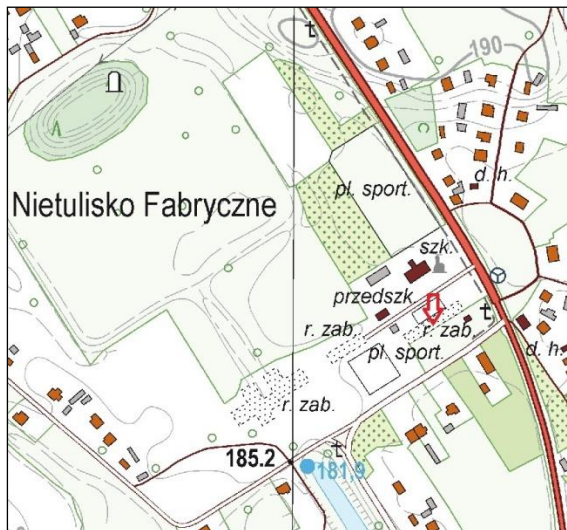 190
d. h.
Nietulisko Fabryczne
pl. sport.
szk.
przedszk.
r. zab.
r. zab.
pl. sport.
d. h.
r. zab.
185.2
181,9